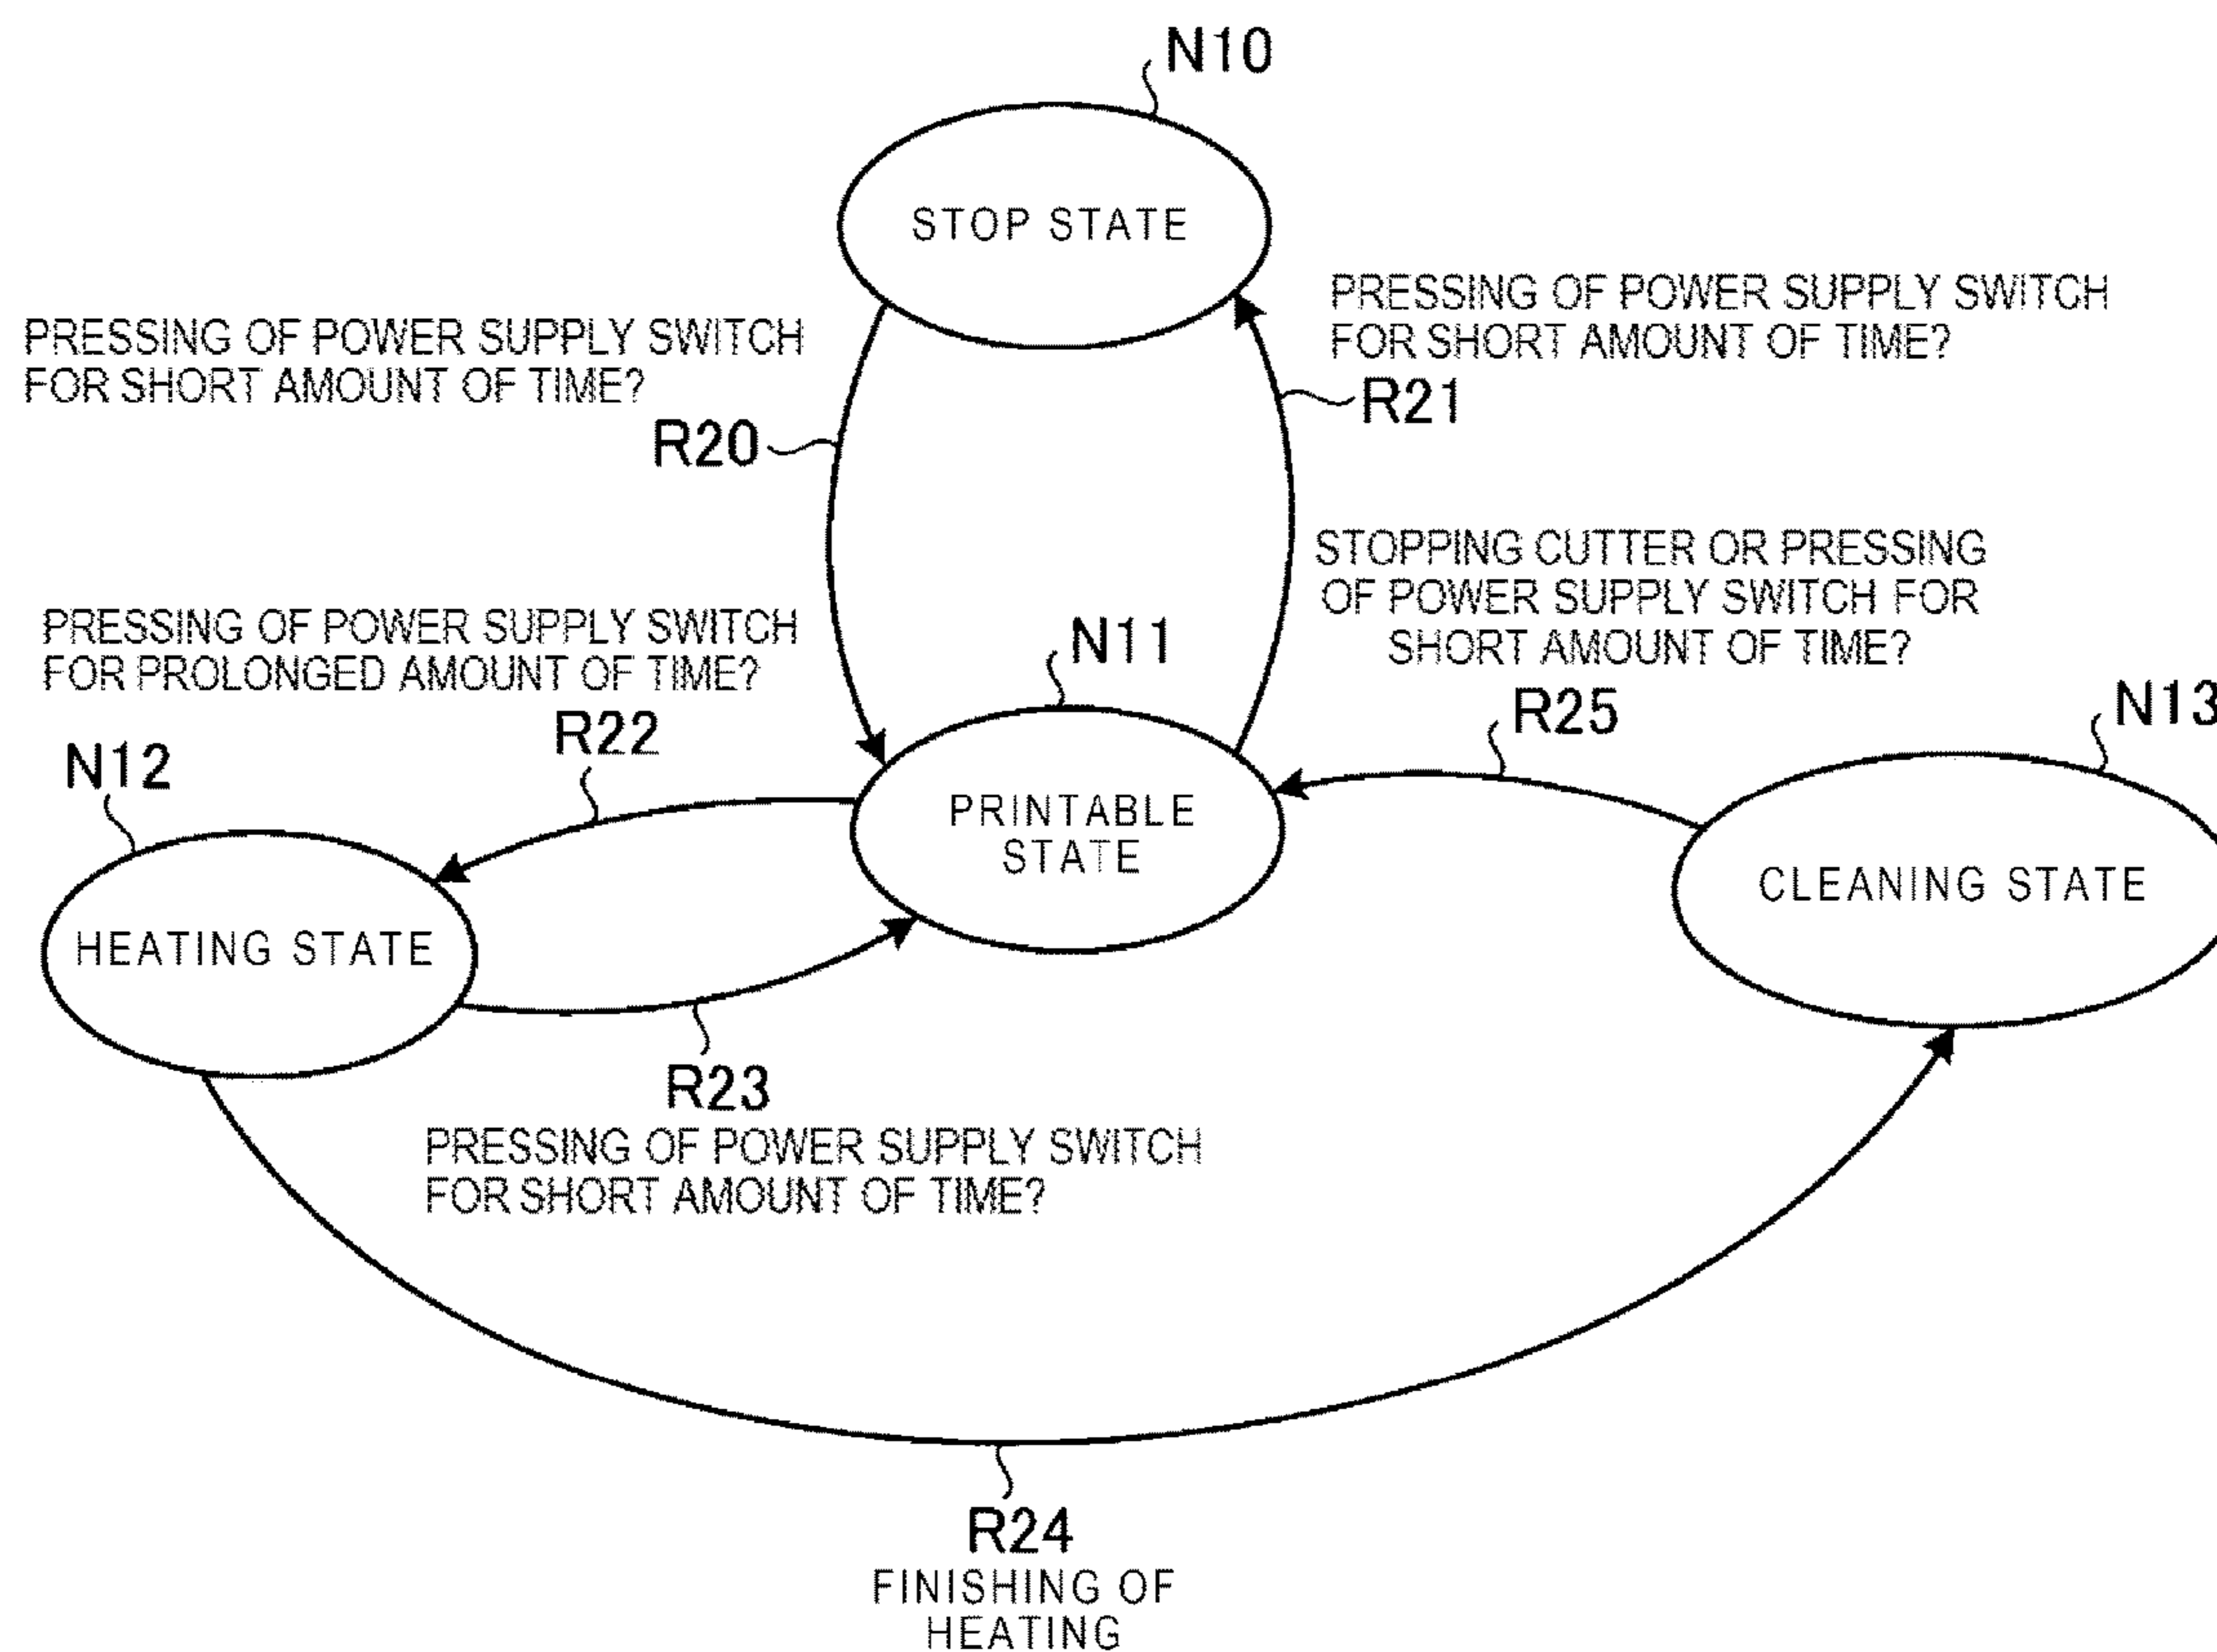 N10
STOP STATE
PRESSING OF POWER SUPPLY SWITCH
FOR SHORT AMOUNT OF TIME?
R20
PRESSING OF POWER SUPPLY SWITCH
FOR SHORT AMOUNT OF TIME?
R21
STOPPING CUTTER OR PRESSING
OF POWER SUPPLY SWITCH FOR
SHORT AMOUNT OF TIME?
R25
PRESSING OF POWER SUPPLY SWITCH
FOR PROLONGED AMOUNT OF TIME?
R22
N11
PRINTABLE
STATE
N13
CLEANING STATE
N12
HEATING STATE
R23
PRESSING OF POWER SUPPLY SWITCH
FOR SHORT AMOUNT OF TIME?
R24
FINISHING OF
HEATING